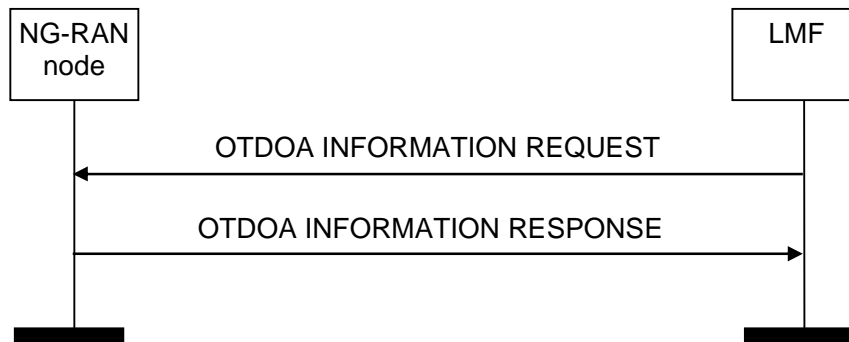 NG-RAN
node
LMF
OTDOA INFORMATION REQUEST
OTDOA INFORMATION RESPONSE